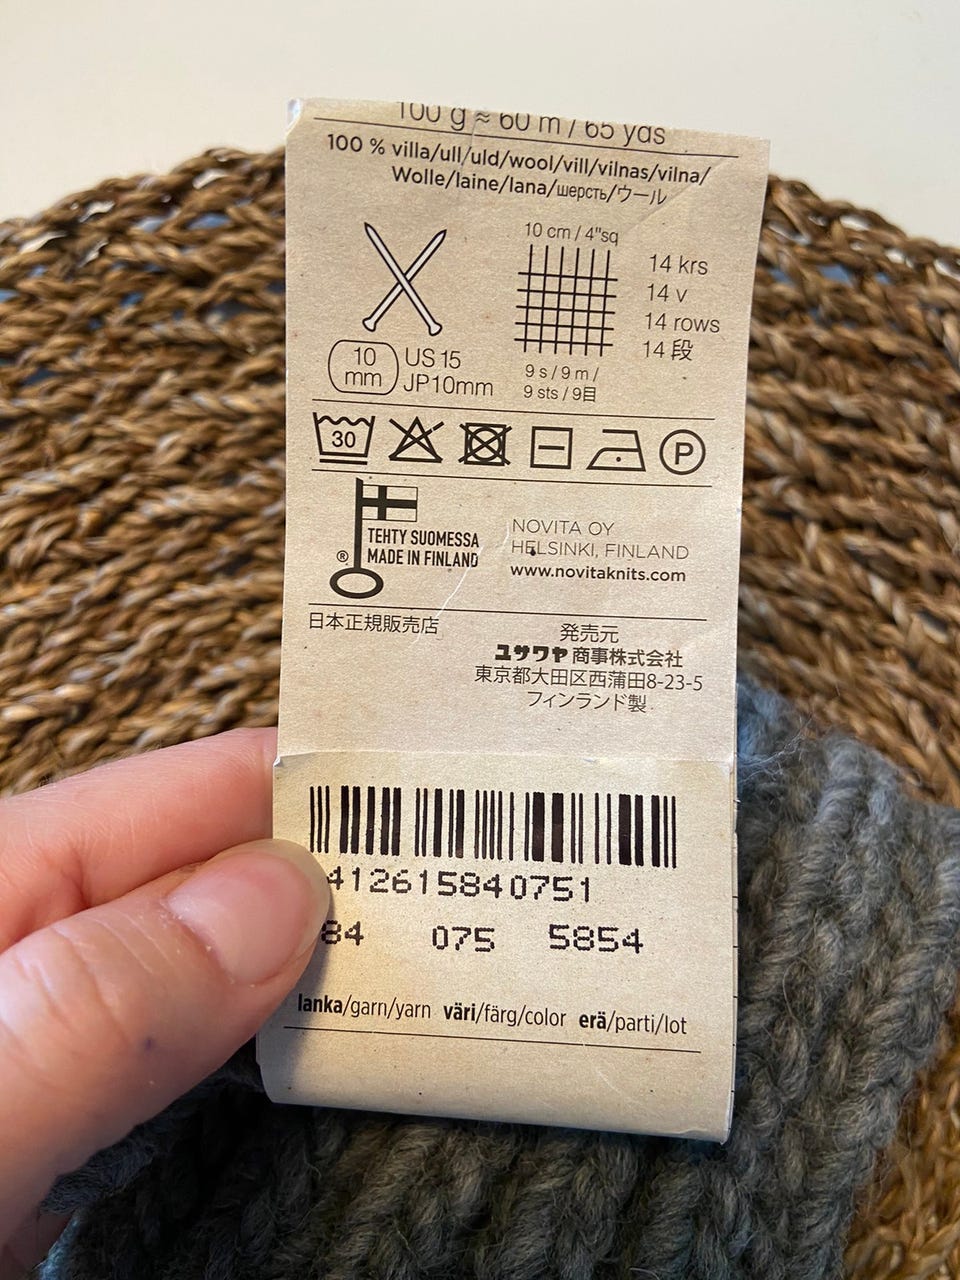 100 g ≈ 60 m / 65 yds
100 % villa/ull/uld/wool/vill/vilnas/vilna/
Wolle/laine/lana/шерсть/ウール
10 cm / 4"sq
14 krs
14 v
14 rows
14 段
10 mm
US 15
JP10mm
9 s / 9 m /
9 sts / 9目
30
P
TEHTY SUOMESSA
® MADE IN FINLAND
NOVITA OY
HELSINKI, FINLAND
www.novitaknits.com
日本正規販売店
発売元
ユザワヤ商事株式会社
東京都大田区西蒲田8-23-5
フィンランド製
412615840751
84 075 5854
lanka/garn/yarn väri/färg/color erä/parti/lot